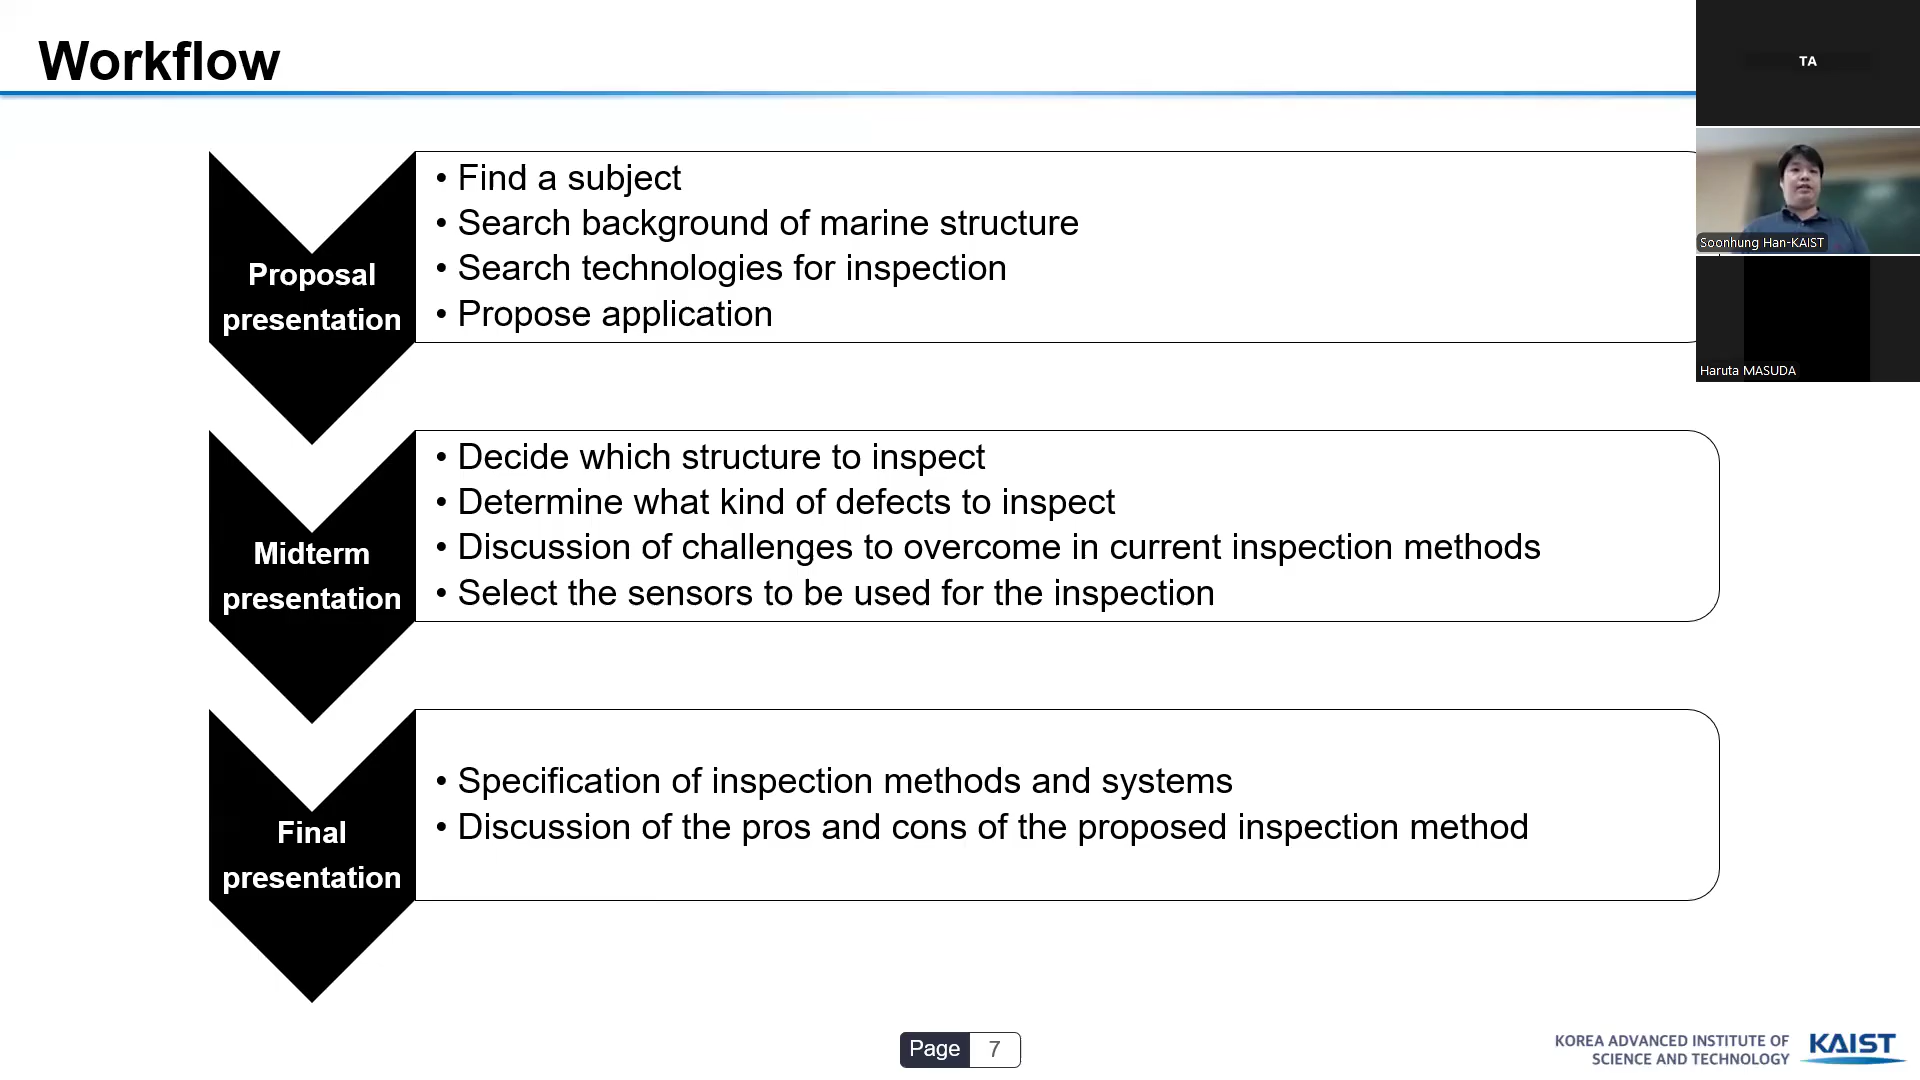 Workflow
TA
Soonhung Han-KAIST
Haruta MASUDA
Proposal
presentation
• Find a subject
• Search background of marine structure
• Search technologies for inspection
• Propose application
Midterm
presentation
• Decide which structure to inspect
• Determine what kind of defects to inspect
• Discussion of challenges to overcome in current inspection methods
• Select the sensors to be used for the inspection
Final
presentation
• Specification of inspection methods and systems
• Discussion of the pros and cons of the proposed inspection method
Page 7
KOREA ADVANCED INSTITUTE OF
SCIENCE AND TECHNOLOGY
KAIST